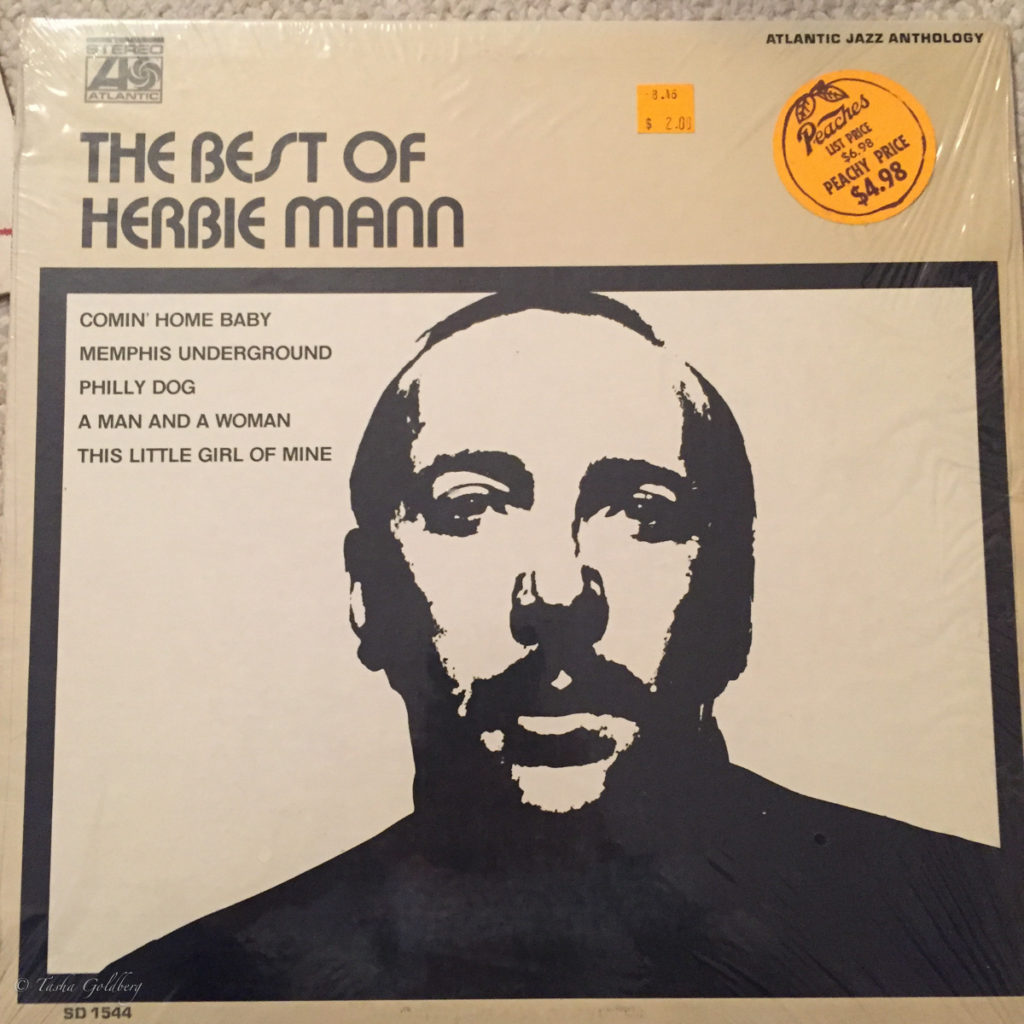 STEREO
ATLANTIC
ATLANTIC JAZZ ANTHOLOGY
THE BEST OF
HERBIE MANN
$ 2.00
Peaches
LIST PRICE
$6.98
PEACHY PRICE
$4.98
COMIN' HOME BABY
MEMPHIS UNDERGROUND
PHILLY DOG
A MAN AND A WOMAN
THIS LITTLE GIRL OF MINE
© Tasha Goldberg
SD 1544